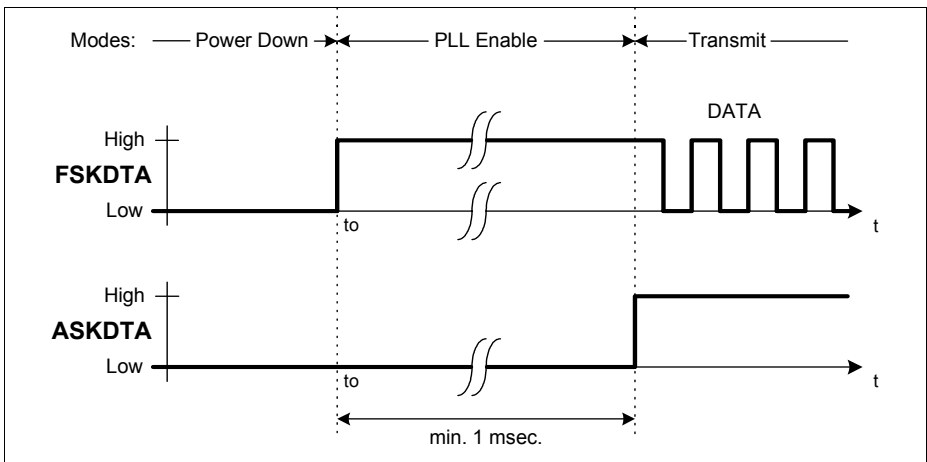 Modes: Power Down PLL Enable Transmit
DATA
High
FSKDTA
Low
to
t
High
ASKDTA
Low
to
t
min. 1 msec.